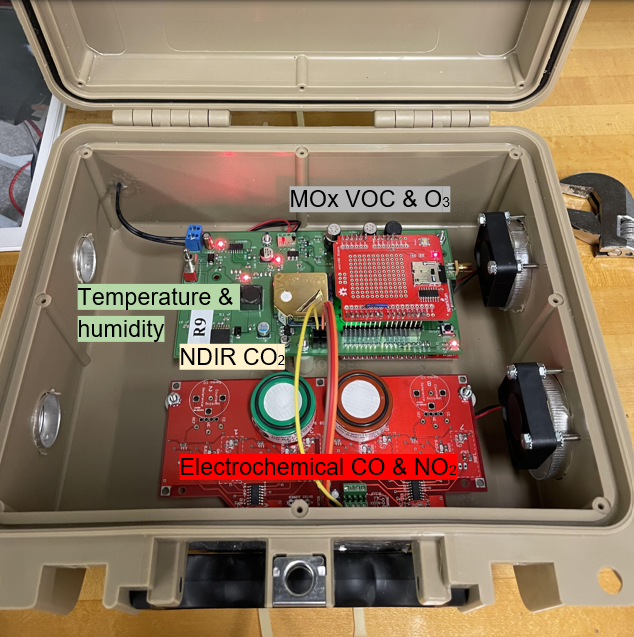 MOx VOC & O₃
Temperature &
humidity
R9
NDIR CO₂
Electrochemical CO & NO₂